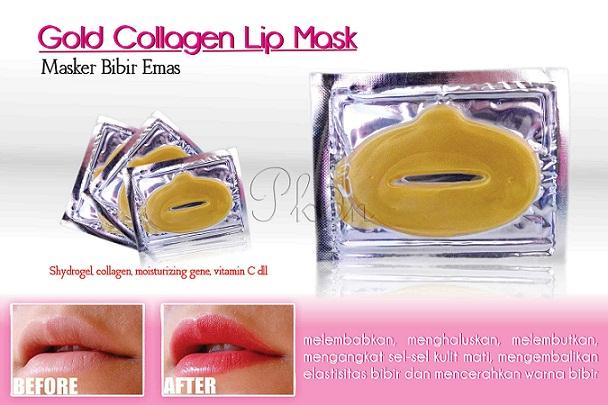 Gold Collagen Lip Mask
Masker Bibir Emas
Shydrogel, collagen, moisturizing gene, vitamin C dll
BEFORE
AFTER
melembabkan, menghaluskan, melembutkan,
mengangkat sel-sel kulit mati, mengembalikan
elastisitas bibir dan mencerahkan warna bibir